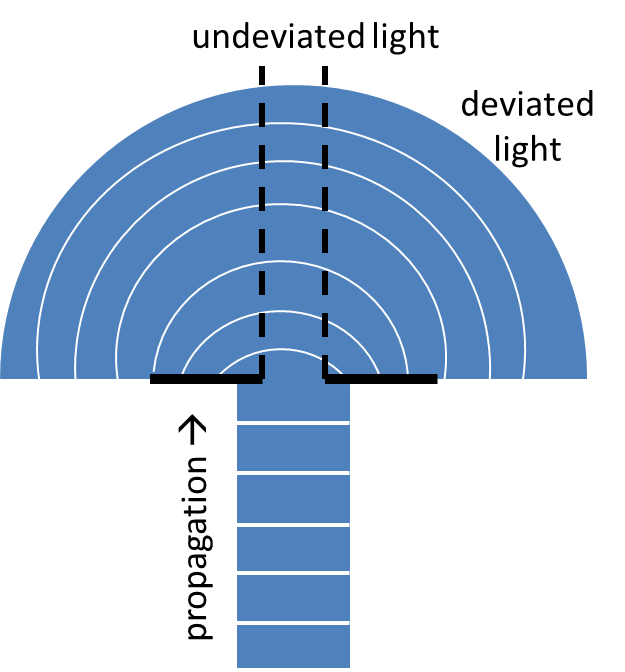 undeviated light
deviated
light
propagation →